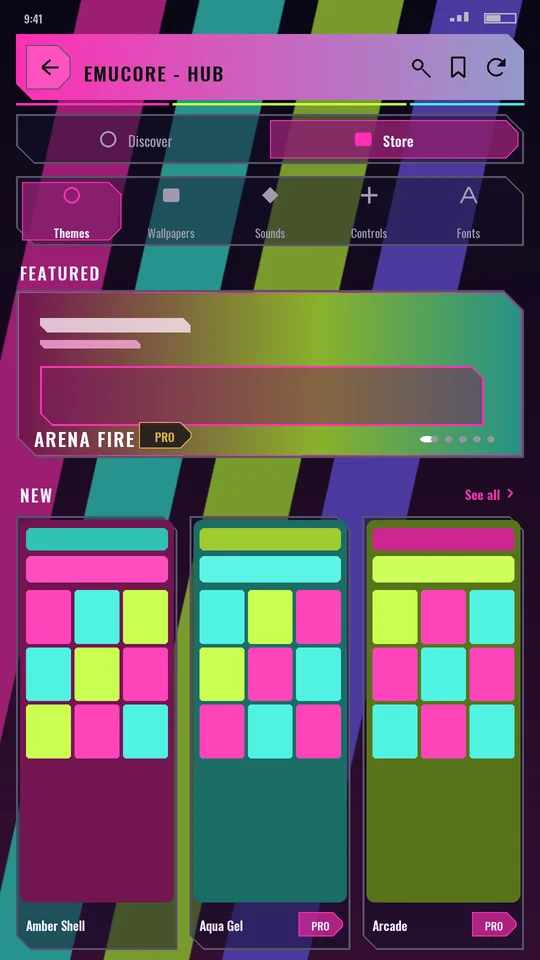 9:41
EMUCORE - HUB
Discover
Store
Themes
Wallpapers
Sounds
Controls
Fonts
FEATURED
ARENA FIRE
PRO
NEW
See all
Amber Shell
Aqua Gel
PRO
Arcade
PRO